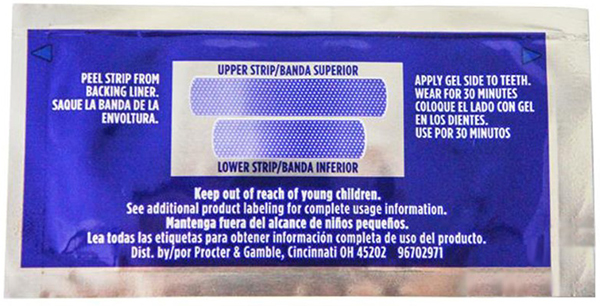 UPPER STRIP/BANDA SUPERIOR
PEEL STRIP FROM
BACKING LINER.
SAQUE LA BANDA DE LA
ENVOLTURA.
APPLY GEL SIDE TO TEETH.
WEAR FOR 30 MINUTES
COLOQUE EL LADO CON GEL
EN LOS DIENTES.
USE POR 30 MINUTOS
LOWER STRIP/BANDA INFERIOR
Keep out of reach of young children.
See additional product labeling for complete usage information.
Mantenga fuera del alcance de niños pequeños.
Lea todas las etiquetas para obtener información completa de uso del producto.
Dist. by/por Procter & Gamble, Cincinnati OH 45202 96702971